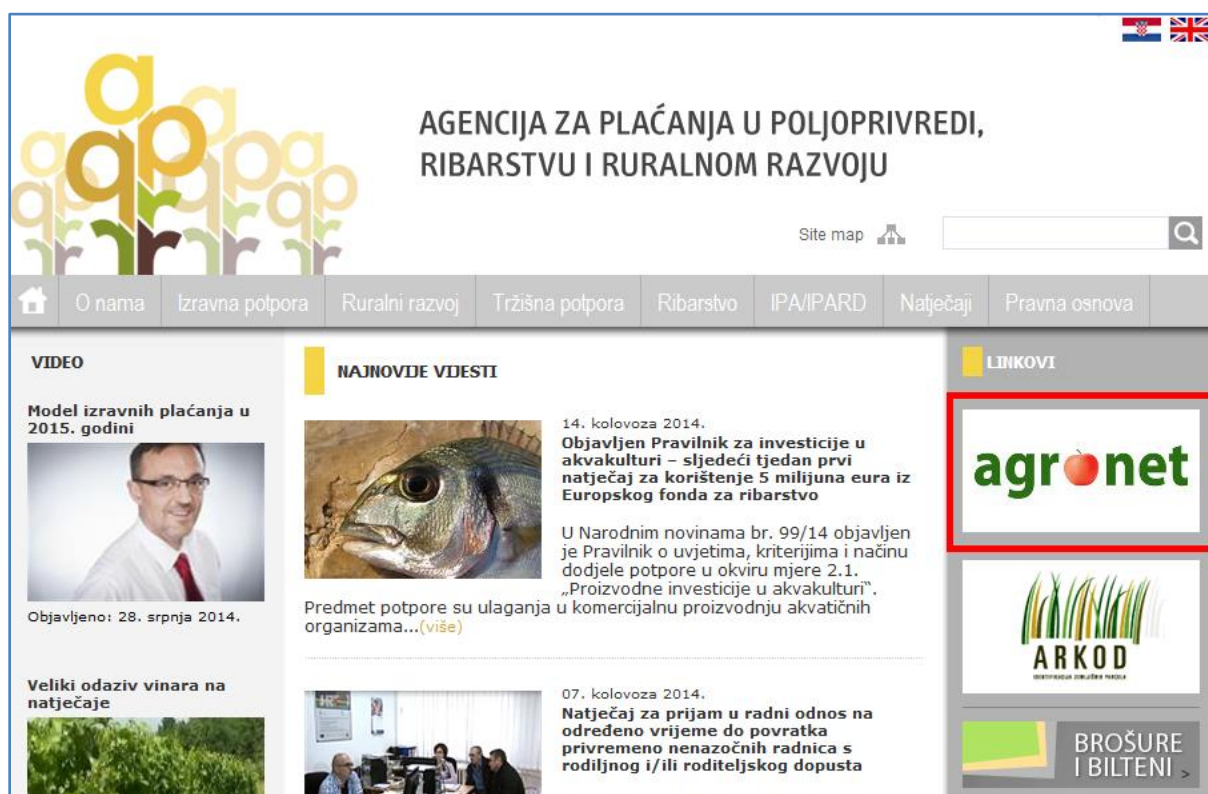 AGENCIJA ZA PLAĆANJA U POLJOPRIVREDI,
RIBARSTVU I RURALNOM RAZVOJU
Site map
O nama
Izravna potpora
Ruralni razvoj
Tržišna potpora
Ribarstvo
IPA/IPARD
Natječaji
Pravna osnova
VIDEO
Model izravnih plaćanja u
2015. godini
Objavljeno: 28. srpnja 2014.
Veliki odaziv vinara na
natječaje
NAJNOVIJE VIJESTI
14. kolovoza 2014.
Objavljen Pravilnik za investicije u
akvakulturi – sljedeći tjedan prvi
natječaj za korištenje 5 milijuna eura iz
Europskog fonda za ribarstvo
U Narodnim novinama br. 99/14 objavljen
je Pravilnik o uvjetima, kriterijima i načinu
dodjele potpore u okviru mjere 2.1.
„Proizvodne investicije u akvakulturi“.
Predmet potpore su ulaganja u komercijalnu proizvodnju akvatičnih
organizama...(više)
07. kolovoza 2014.
Natječaj za prijam u radni odnos na
određeno vrijeme do povratka
privremeno nenazočnih radnica s
rodiljnog i/ili roditeljskog dopusta
LINKOVI
agronet
ARKOD
IDENTIFIKACIJA ZEMLJIŠNIH PARCELA
BROŠURE
I BILTENI >